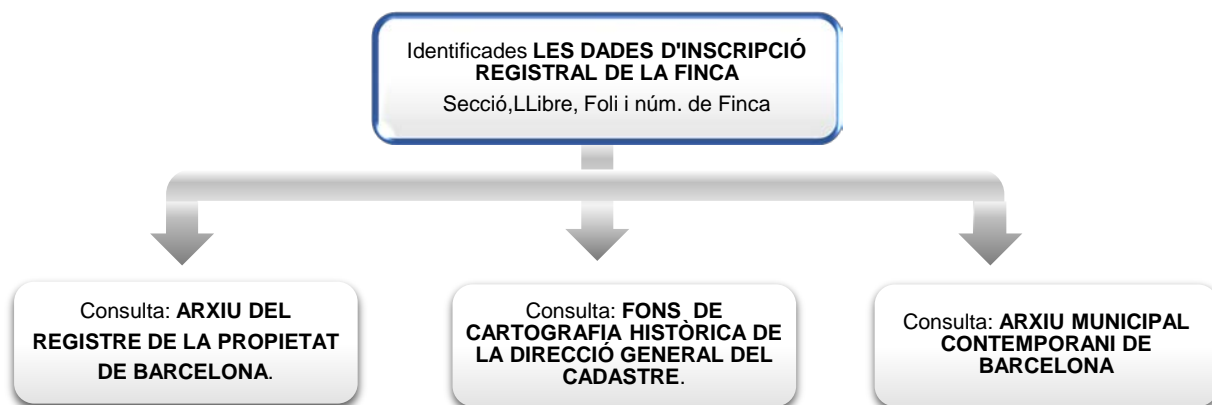 Identificades LES DADES D'INSCRIPCIÓ
REGISTRAL DE LA FINCA
Secció,LLibre, Foli i núm. de Finca
Consulta: ARXIU DEL
REGISTRE DE LA PROPIETAT
DE BARCELONA.
Consulta: FONS DE
CARTOGRAFIA HISTÒRICA DE
LA DIRECCIÓ GENERAL DEL
CADASTRE.
Consulta: ARXIU MUNICIPAL
CONTEMPORANI DE
BARCELONA